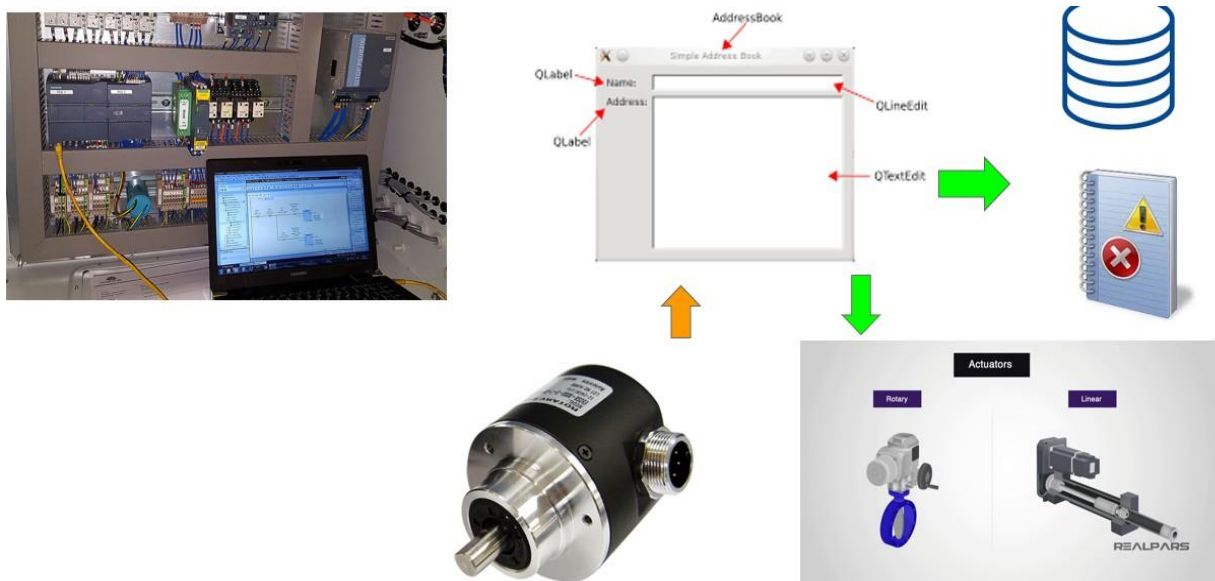 AddressBook
Simple Address Book
QLabel
Name:
QLineEdit
Address:
QLabel
QTextEdit
Actuators
Rotary
Linear
REALPARS